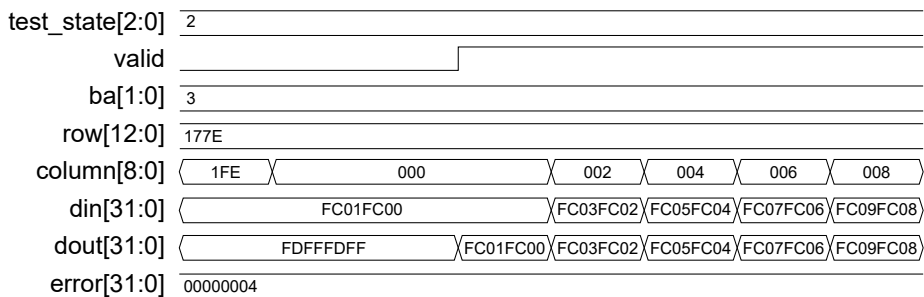 test_state[2:0] 2
valid
ba[1:0] 3
row[12:0] 177E
column[8:0] 1FE 000 002 004 006 008
din[31:0] FC01FC00 FC03FC02 FC05FC04 FC07FC06 FC09FC08
dout[31:0] FDFFFDFF FC01FC00 FC03FC02 FC05FC04 FC07FC06 FC09FC08
error[31:0] 00000004